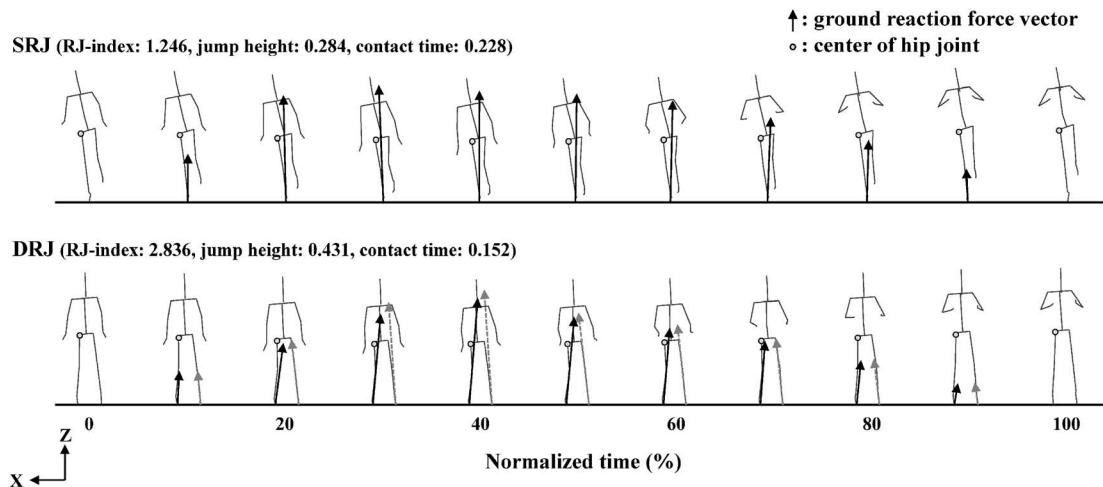 : ground reaction force vector
SRJ (RJ-index: 1.246, jump height: 0.284, contact time: 0.228)
: center of hip joint
DRJ (RJ-index: 2.836, jump height: 0.431, contact time: 0.152)
0 20 40 60 80 100
Z
X
Normalized time (%)